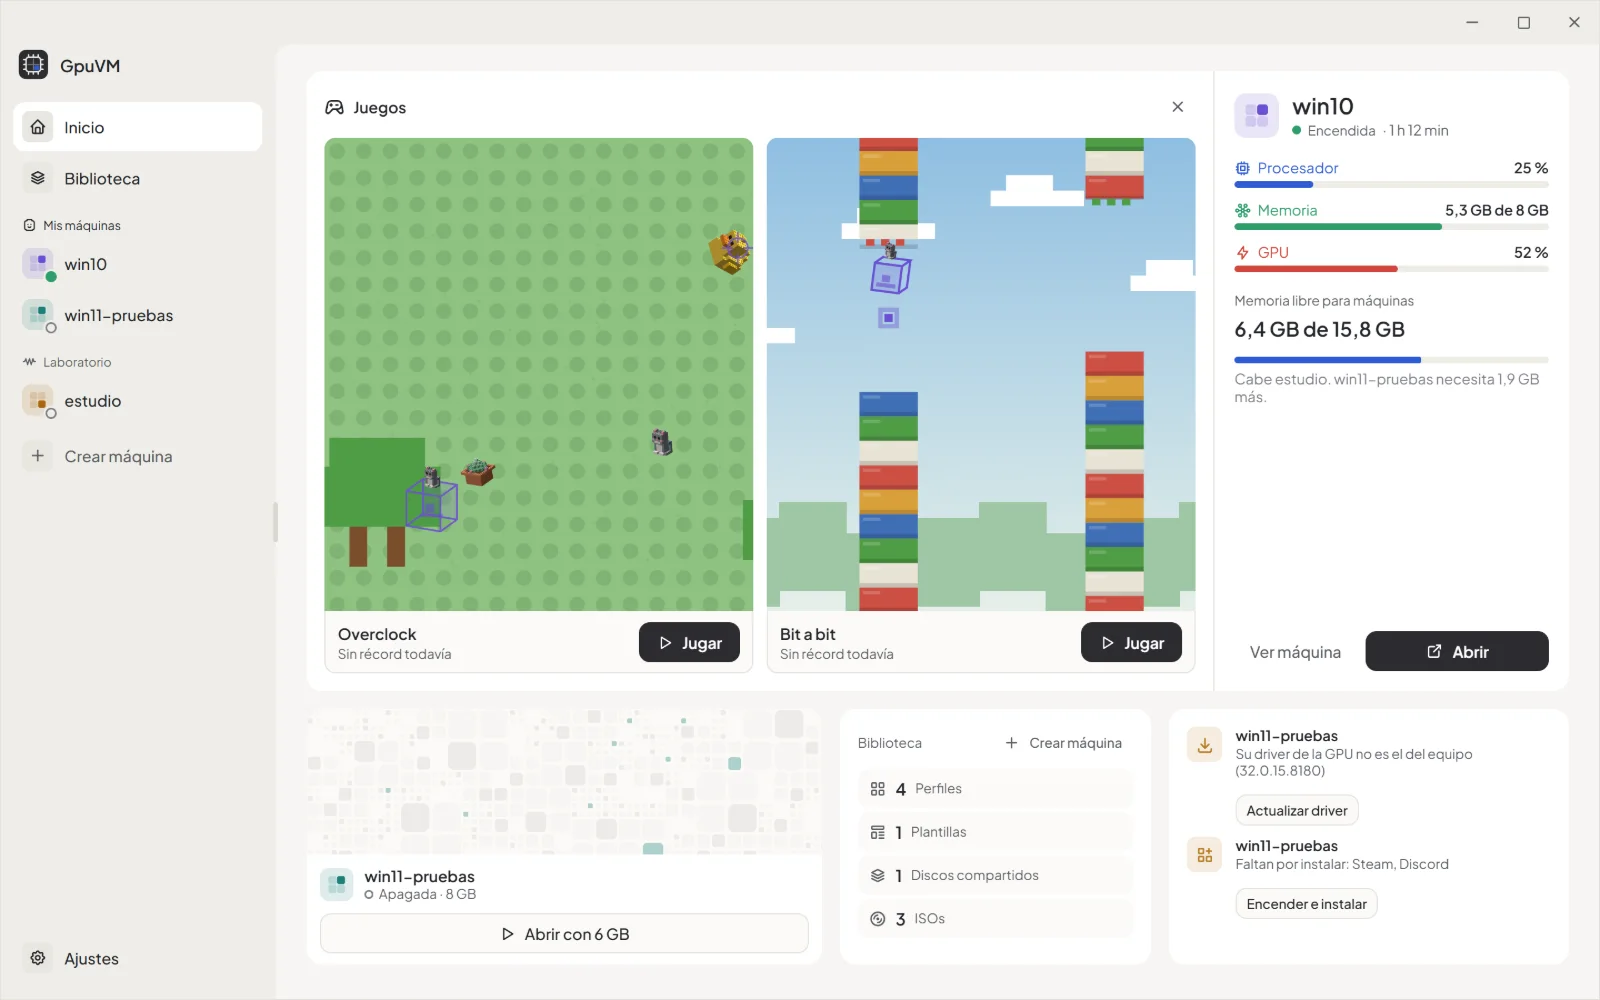 GpuVM
Inicio
Biblioteca
Mis máquinas
win10
win11-pruebas
Laboratorio
estudio
Crear máquina
Ajustes
Juegos
Overclock
Sin récord todavía
Jugar
Bit a bit
Sin récord todavía
Jugar
win10
Encendida · 1 h 12 min
Procesador 25 %
Memoria 5,3 GB de 8 GB
GPU 52 %
Memoria libre para máquinas
6,4 GB de 15,8 GB
Cabe estudio. win11-pruebas necesita 1,9 GB
más.
Ver máquina
Abrir
win11-pruebas
Apagada · 8 GB
Abrir con 6 GB
Biblioteca
Crear máquina
4 Perfiles
1 Plantillas
1 Discos compartidos
3 ISOs
win11-pruebas
Su driver de la GPU no es el del equipo
(32.0.15.8180)
Actualizar driver
win11-pruebas
Faltan por instalar: Steam, Discord
Encender e instalar